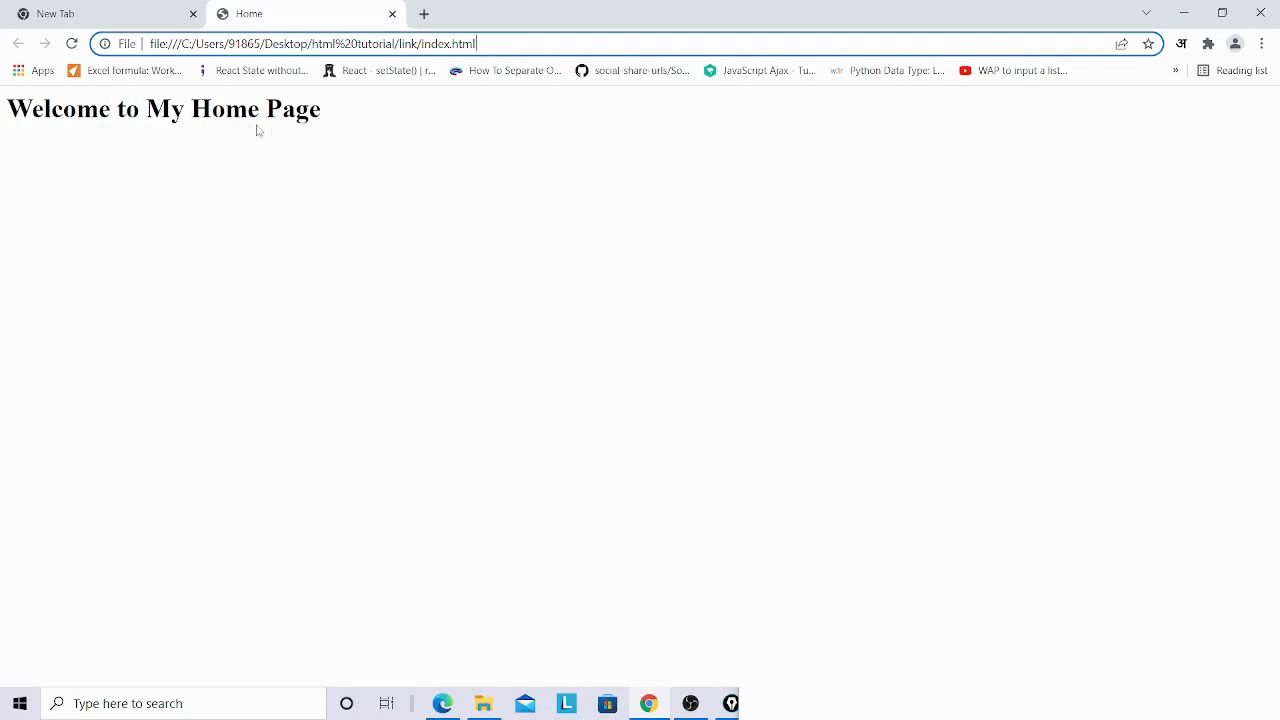 New Tab
Home
File
file:///C:/Users/91865/Desktop/html%20tutorial/link/index.html
अ
Apps
Excel formula: Work...
React State without...
React - setState() | r...
How To Separate O...
social-share-urls/So...
JavaScript Ajax - Tu...
w3r
Python Data Type: L...
WAP to input a list...
»
Reading list
Welcome to My Home Page
Type here to search
L